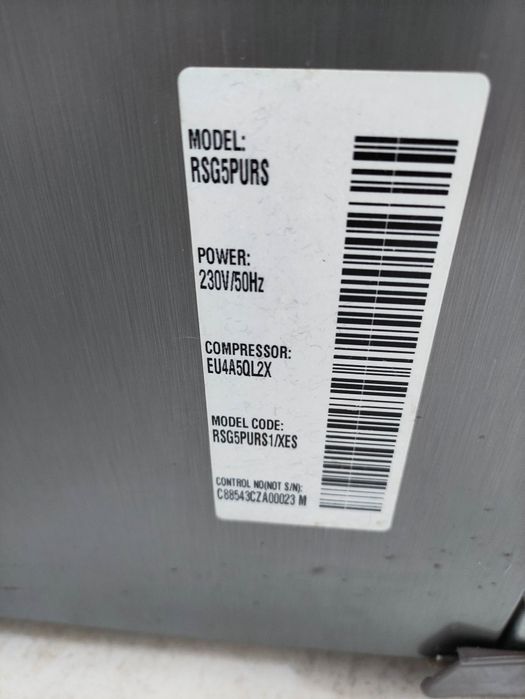 MODEL:
RSG5PURS
POWER:
230V/50Hz
COMPRESSOR:
EU4A5QL2X
MODEL CODE:
RSG5PURS1/XES
CONTROL NO(NOT S/N):
C88543CZA00023 M